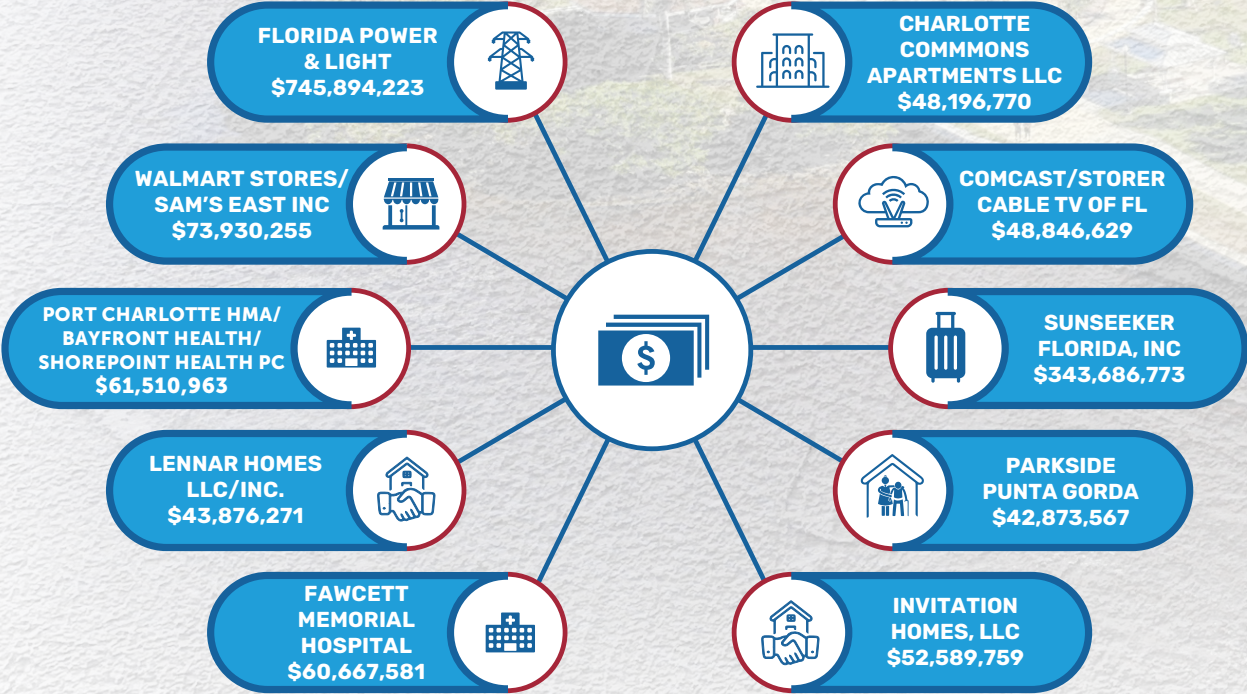 FLORIDA POWER
& LIGHT
$745,894,223
CHARLOTTE
COMMMONS
APARTMENTS LLC
$48,196,770
WALMART STORES/
SAM'S EAST INC
$73,930,255
COMCAST/STORER
CABLE TV OF FL
$48,846,629
PORT CHARLOTTE HMA/
BAYFRONT HEALTH/
SHOREPOINT HEALTH PC
$61,510,963
$
SUNSEEKER
FLORIDA, INC
$343,686,773
LENNAR HOMES
LLC/INC.
$43,876,271
PARKSIDE
PUNTA GORDA
$42,873,567
FAWCETT
MEMORIAL
HOSPITAL
$60,667,581
INVITATION
HOMES, LLC
$52,589,759